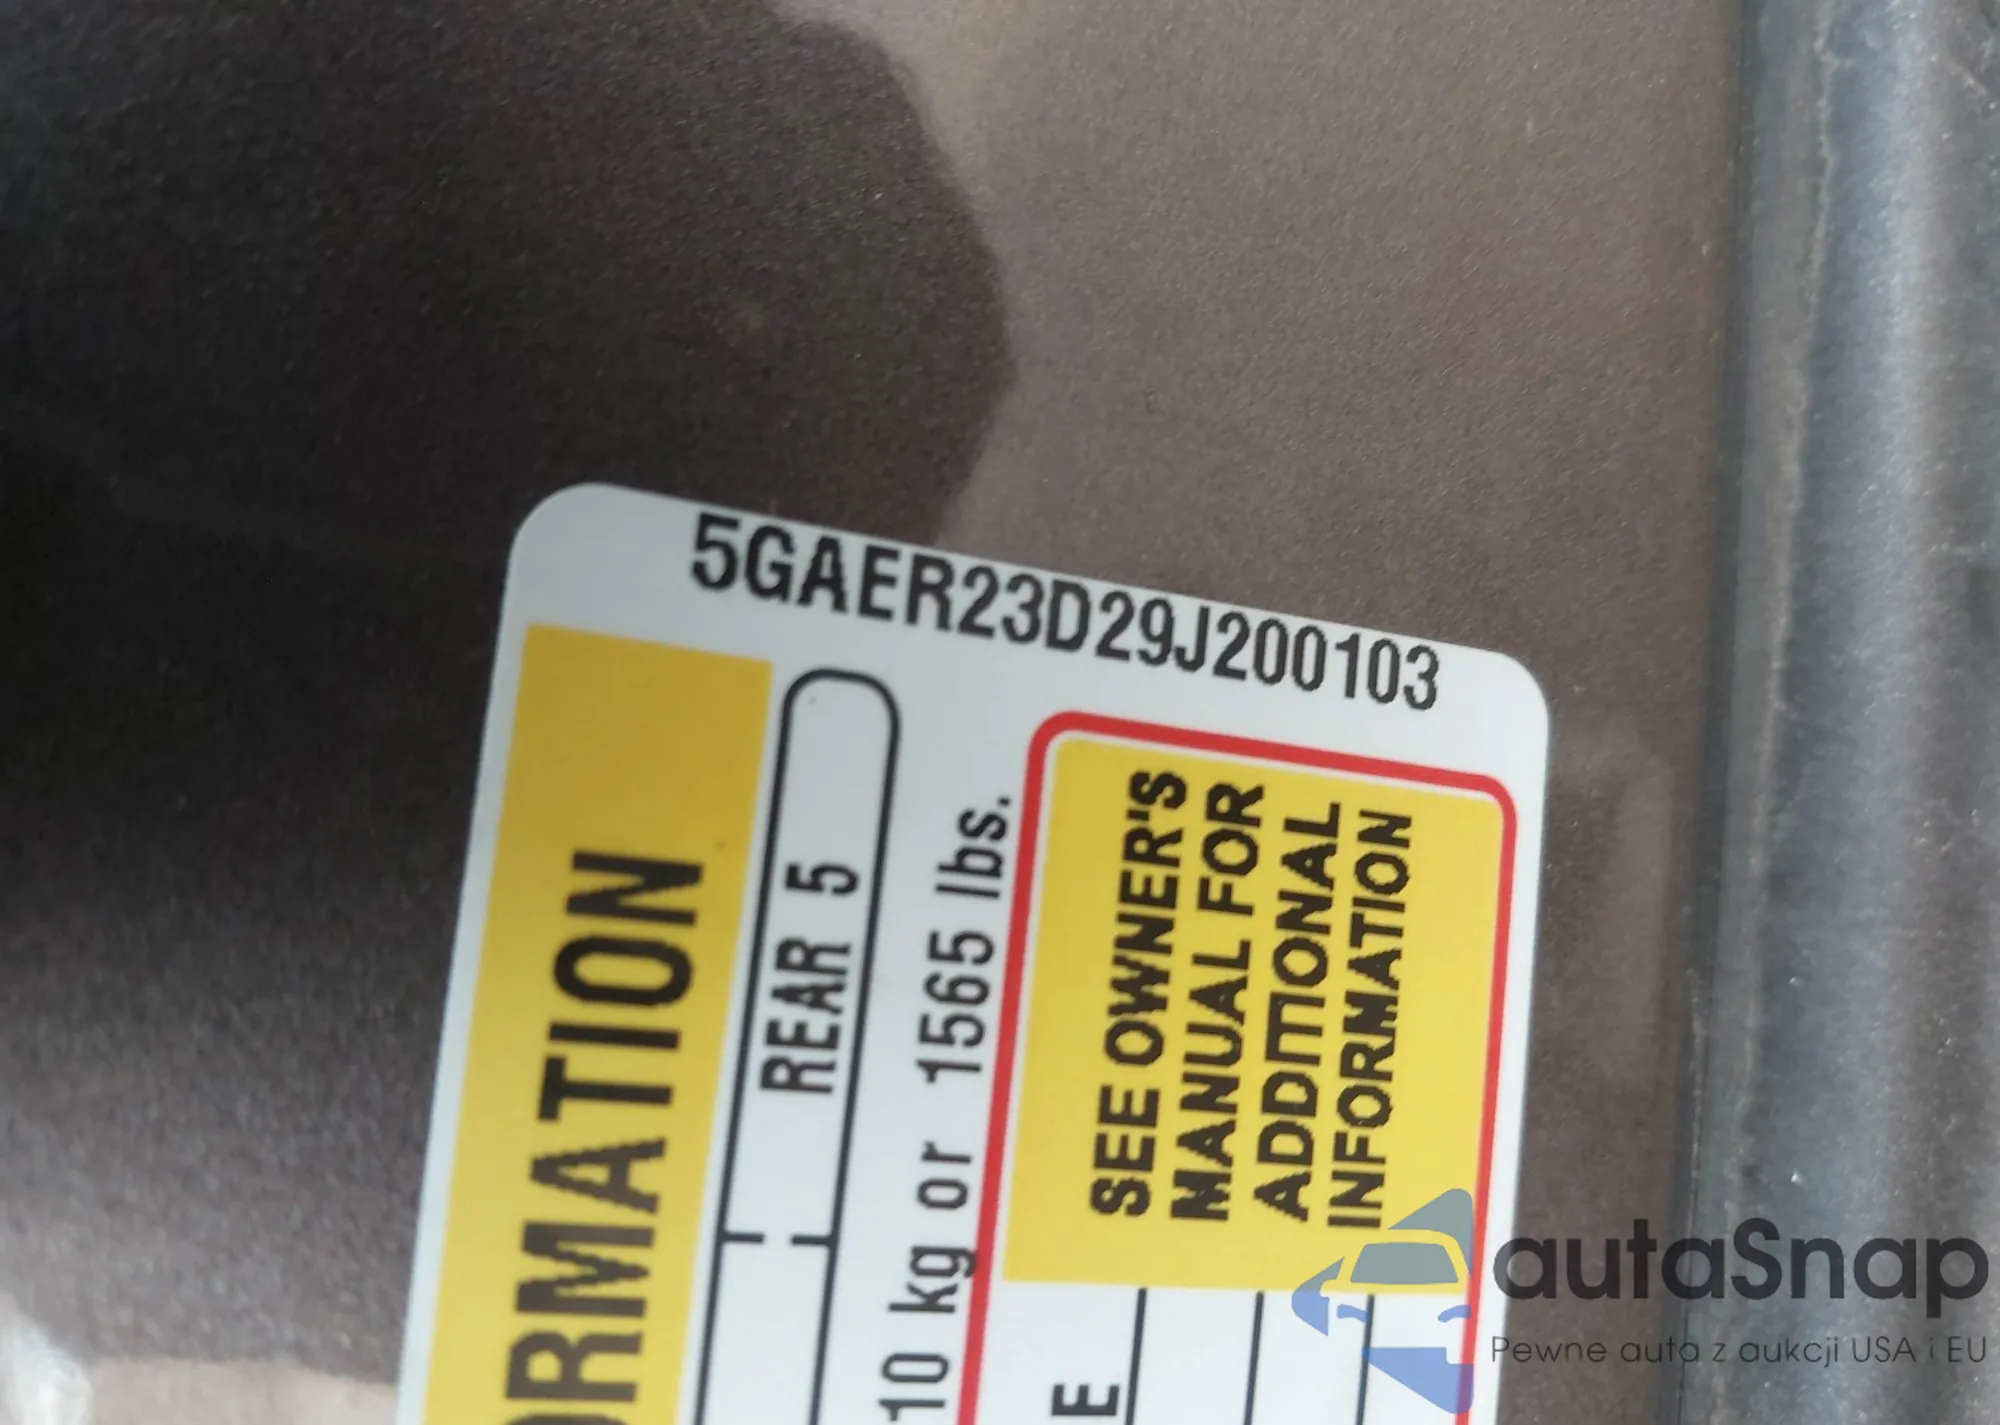 5GAER23D29J200103
ORMATION
REAR 5
10 kg or 1565 lbs.
SEE OWNER'S
MANUAL FOR
ADDITIONAL
INFORMATION
E
autaSnap
Pewne auta z aukcji USA i EU